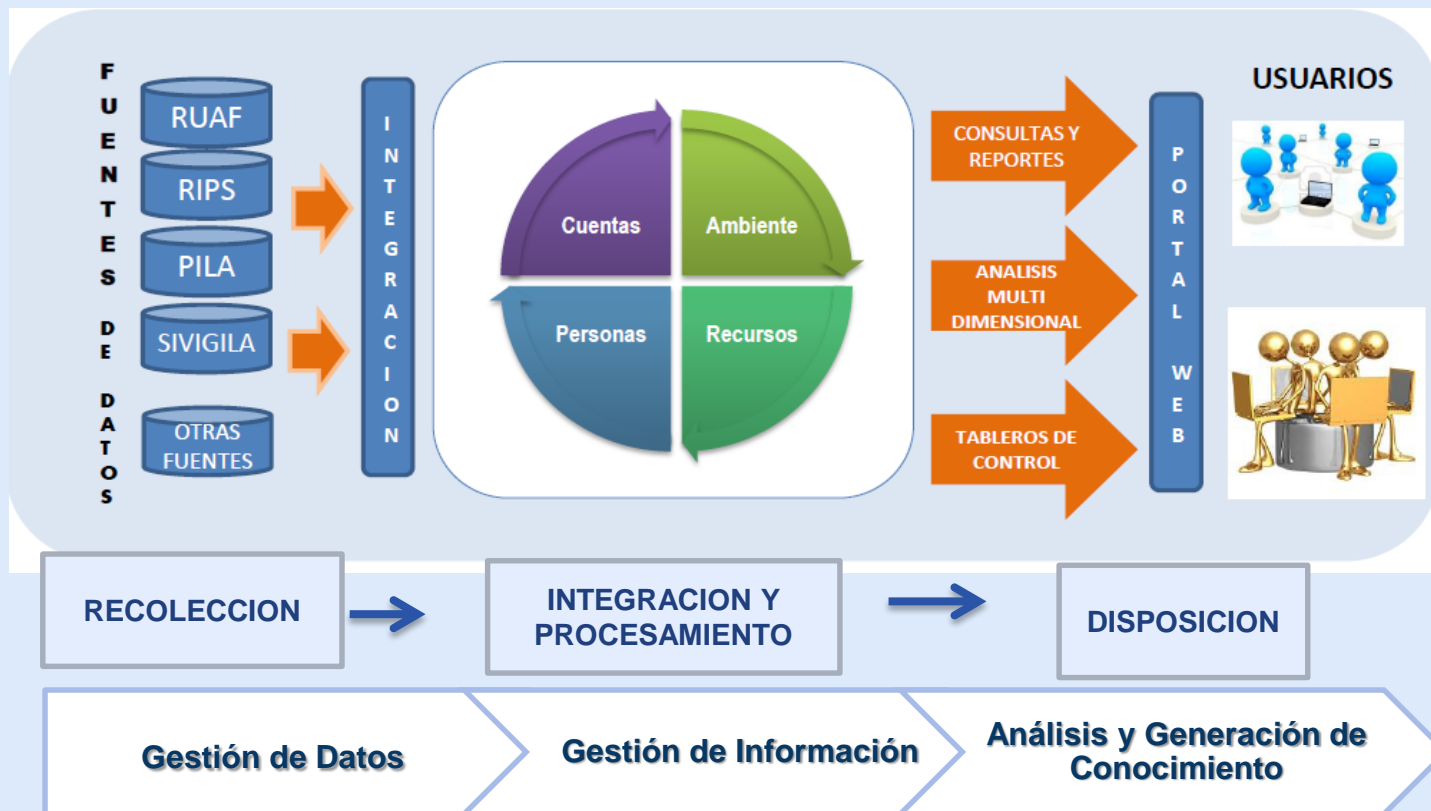 FUENTES DE DATOS
RUAF
RIPS
PILA
SIVIGILA
OTRAS
FUENTES
INTEGRACION
Cuentas
Ambiente
Personas
Recursos
CONSULTAS Y
REPORTES
ANALISIS
MULTI
DIMENSIONAL
TABLEROS DE
CONTROL
PORTAL WEB
USUARIOS
RECOLECCION
INTEGRACION Y
PROCESAMIENTO
DISPOSICION
Gestión de Datos
Gestión de Información
Análisis y Generación de
Conocimiento